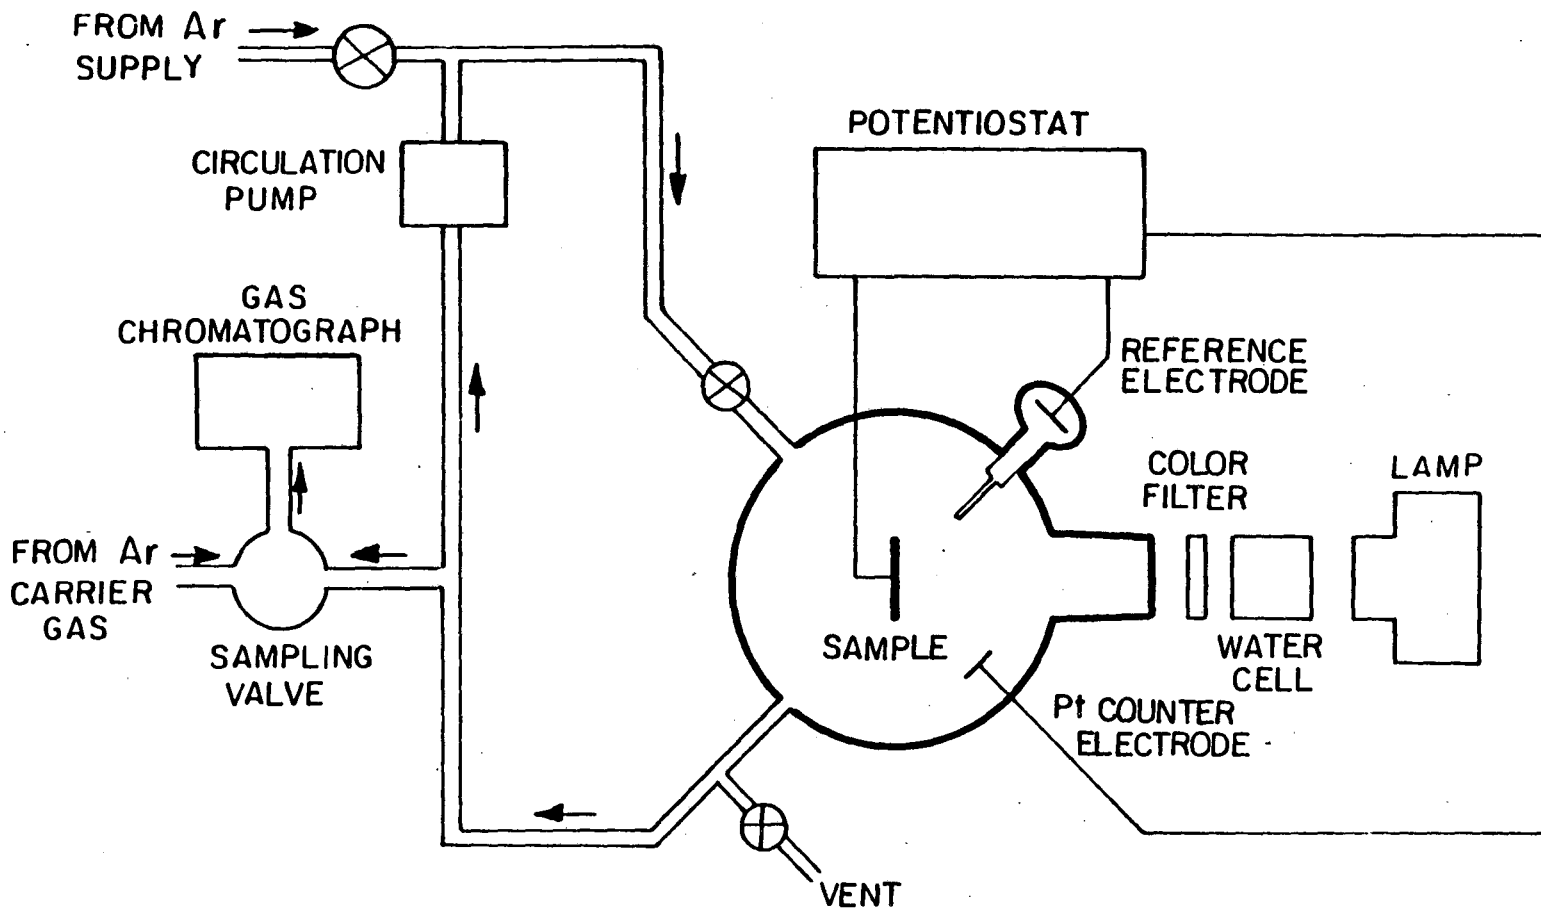 FROM Ar
SUPPLY
CIRCULATION
PUMP
POTENTIOSTAT
GAS
CHROMATOGRAPH
REFERENCE
ELECTRODE
COLOR
FILTER
LAMP
FROM Ar
CARRIER
GAS
SAMPLING
VALVE
SAMPLE
WATER
CELL
Pt COUNTER
ELECTRODE
VENT